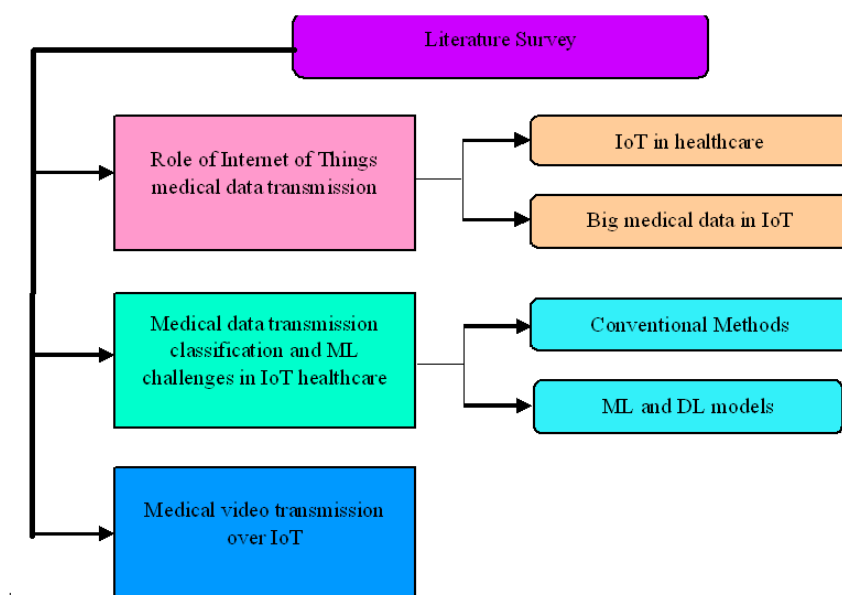 Literature Survey
Role of Internet of Things
medical data transmission
IoT in healthcare
Big medical data in IoT
Medical data transmission
classification and ML
challenges in IoT healthcare
Conventional Methods
ML and DL models
Medical video transmission
over IoT